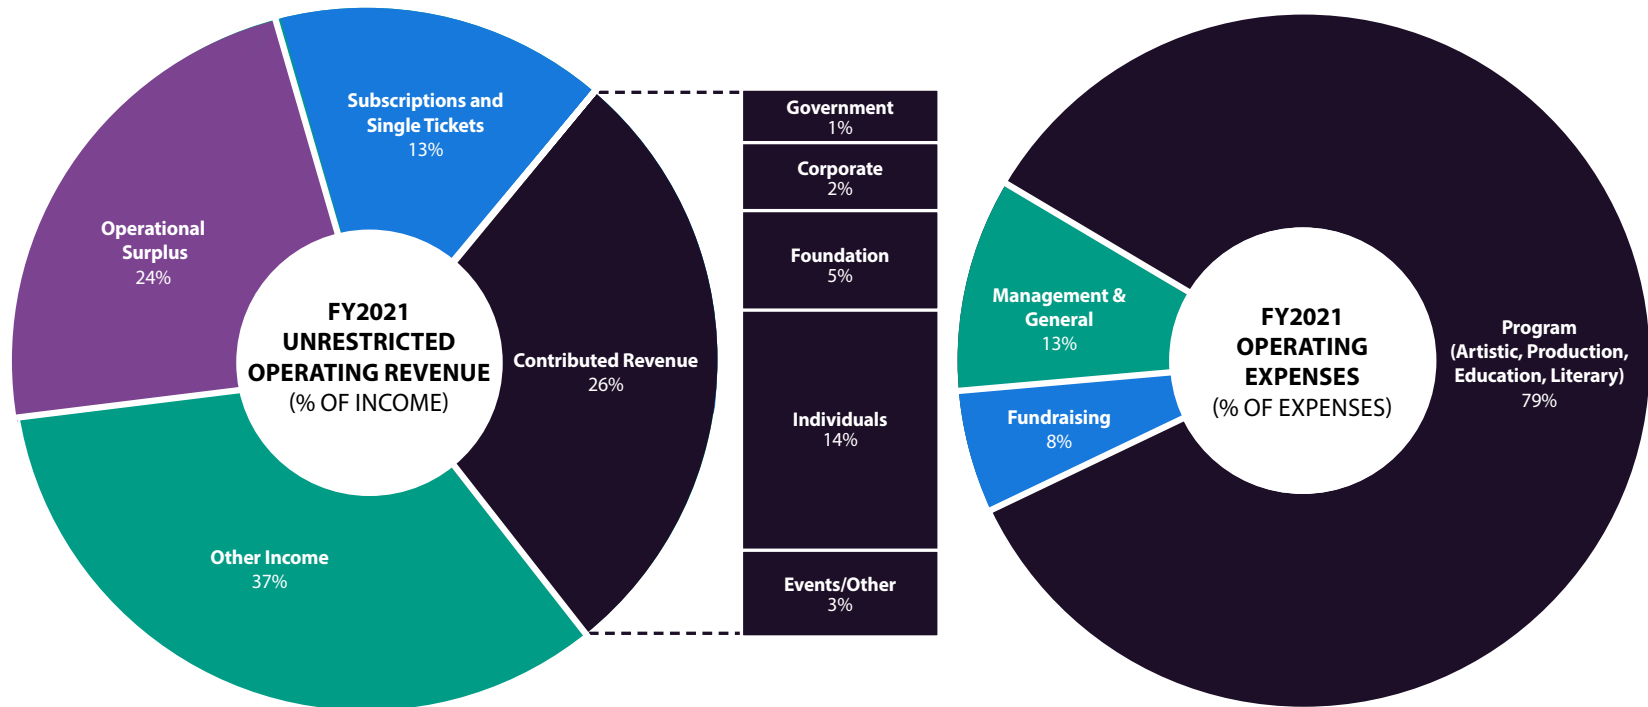 Subscriptions and
Single Tickets
13%
Operational
Surplus
24%
FY2021
UNRESTRICTED
OPERATING REVENUE
(% OF INCOME)
Contributed Revenue
26%
Other Income
37%
Government
1%
Corporate
2%
Foundation
5%
Individuals
14%
Events/Other
3%
Management &
General
13%
Fundraising
8%
FY2021
OPERATING
EXPENSES
(% OF EXPENSES)
Program
(Artistic, Production,
Education, Literary)
79%